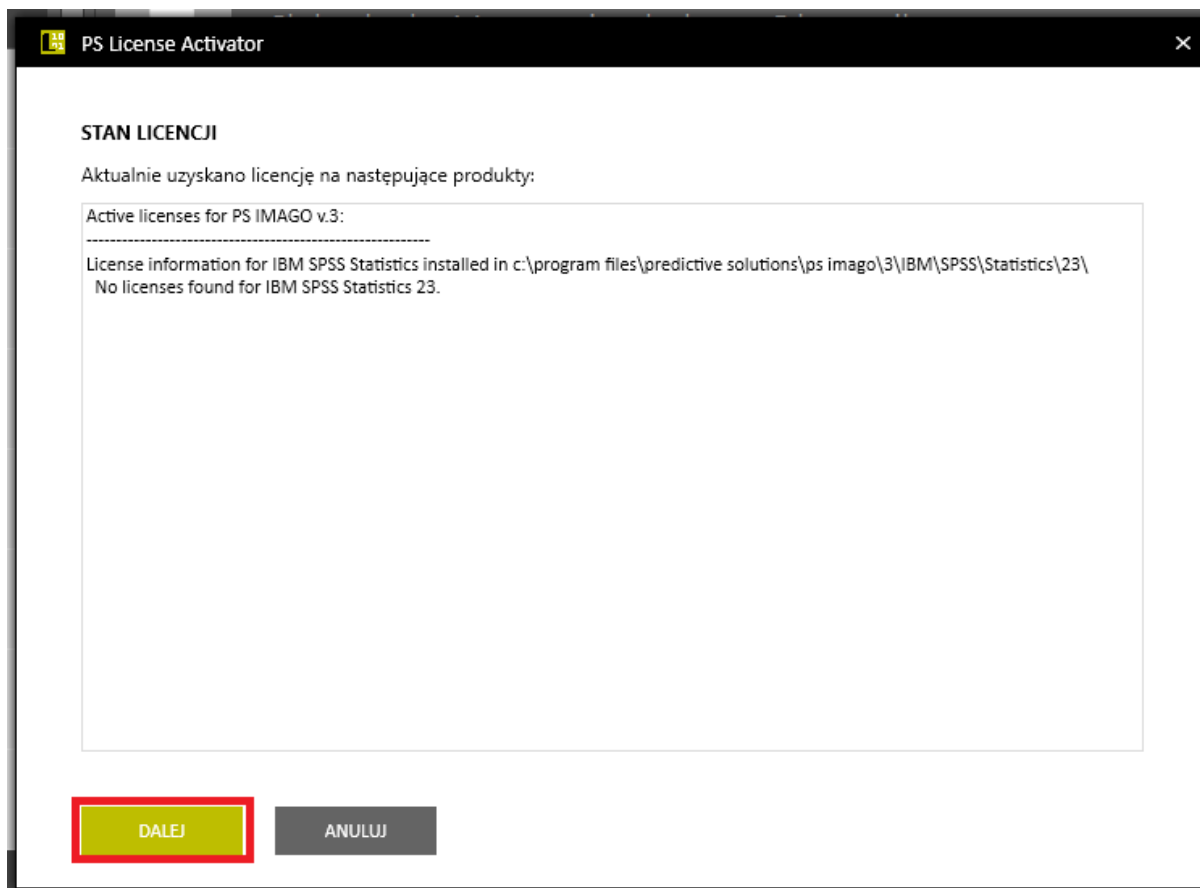 PS License Activator
STAN LICENCJI
Aktualnie uzyskano licencję na następujące produkty:
Active licenses for PS IMAGO v.3:
----------------------------------------------------------
License information for IBM SPSS Statistics installed in c:\program files\predictive solutions\ps imago\3\IBM\SPSS\Statistics\23\
No licenses found for IBM SPSS Statistics 23.
DALEJ
ANULUJ